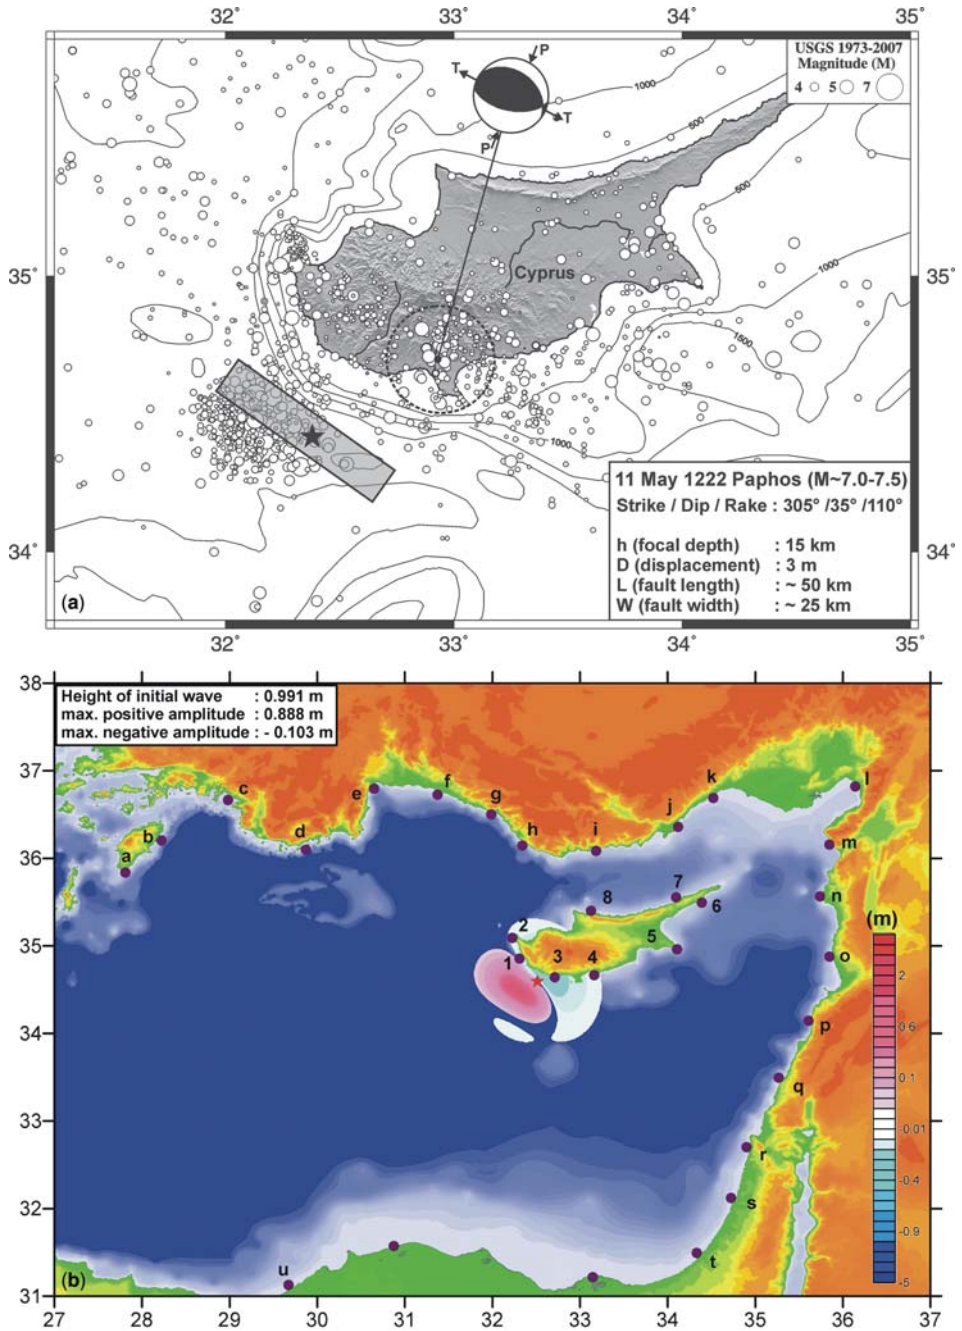 32˚ 33˚ 34˚ 35˚
USGS 1973-2007
Magnitude (M)
4 5 7
P
T
T
P
1000
500
500
1000
1500
1000
Cyprus
35˚ 35˚
34˚ 34˚
11 May 1222 Paphos (M~7.0-7.5)
Strike / Dip / Rake : 305° /35° /110°
h (focal depth) : 15 km
D (displacement) : 3 m
L (fault length) : ~ 50 km
W (fault width) : ~ 25 km
(a)
32˚ 33˚ 34˚ 35˚
38
Height of initial wave : 0.991 m
max. positive amplitude : 0.888 m
max. negative amplitude : - 0.103 m
37
36
35
34
33
32
31
a b c d e f g h i j k l
m
n
o
p
q
r
s
t
u
1 2 3 4 5 6 7 8
(m)
2
0.6
0.1
-0.01
-0.4
-0.9
-5
(b)
27 28 29 30 31 32 33 34 35 36 37